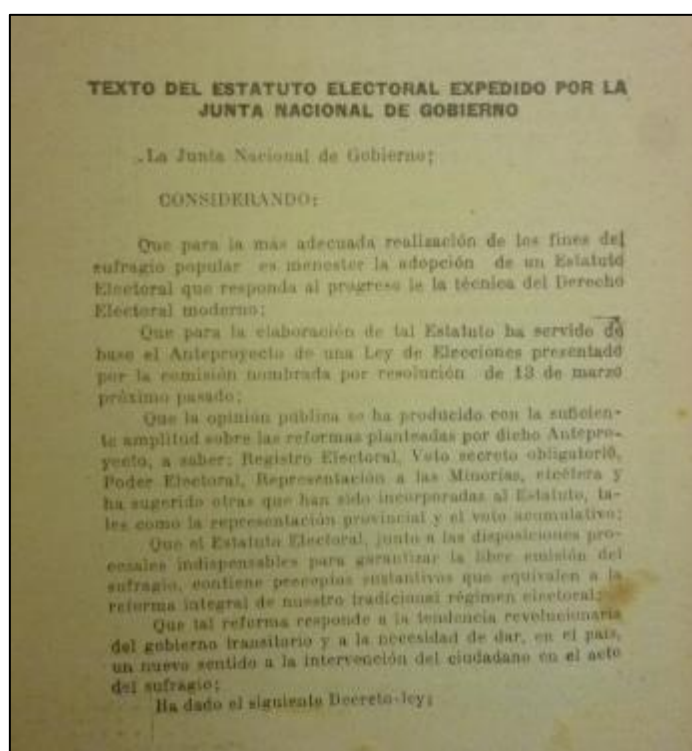 TEXTO DEL ESTATUTO ELECTORAL EXPEDIDO POR LA
JUNTA NACIONAL DE GOBIERNO
La Junta Nacional de Gobierno;
CONSIDERANDO:
Que para la más adecuada realización de los fines del
sufragio popular es menester la adopción de un Estatuto
Electoral que responda al progreso le la técnica del Derecho
Electoral moderno;
Que para la elaboración de tal Estatuto ha servido de
base el Anteproyecto de una Ley de Elecciones presentado
por la comisión nombrada por resolución de 13 de marzo
próximo pasado;
Que la opinión pública se ha producido con la suficien-
te amplitud sobre las reformas planteadas por dicho Antepro-
yecto, a saber: Registro Electoral, Voto secreto obligatorio,
Poder Electoral, Representación a las Minorías, etcétera y
ha sugerido otras que han sido incorporadas al Estatuto, ta-
les como la representación provincial y el voto acumulativo;
Que el Estatuto Electoral, junto a las disposiciones pro-
cesales indispensables para garantizar la liber emisión del
sufragio, contiene preceptos sustantivos que equivalen a la
reforma integral de nuestro tradicional régimen electoral;
Que tal reforma responde a la tendencia revolucionaria
del gobierno transitorio y a la necesidad de dar, en el país,
un nuevo sentido a la intervención del ciudadano en el acto
del sufragio;
Ha dado el siguiente Decreto-ley: